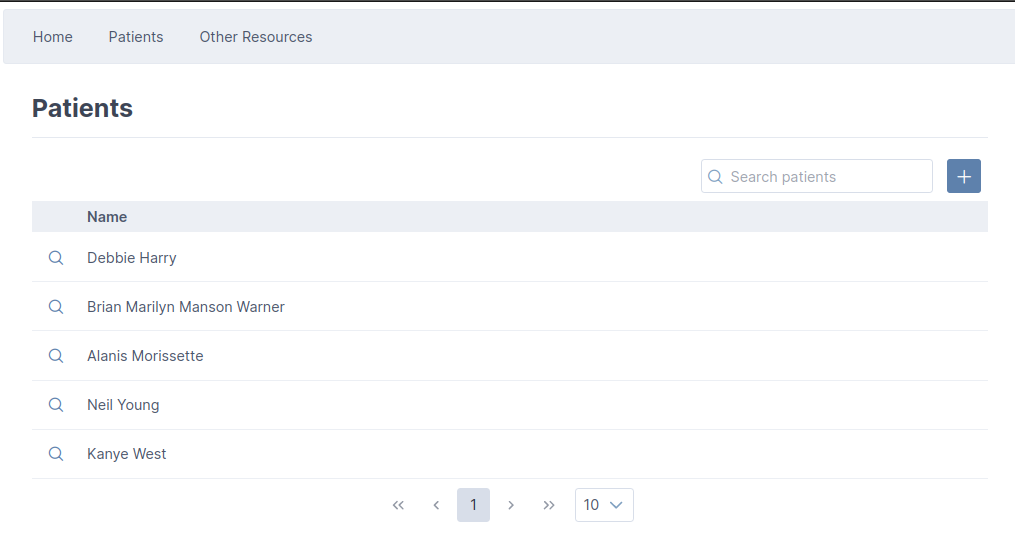 Home Patients Other Resources
Patients
Search patients
Name
Debbie Harry
Brian Marilyn Manson Warner
Alanis Morissette
Neil Young
Kanye West
1 10